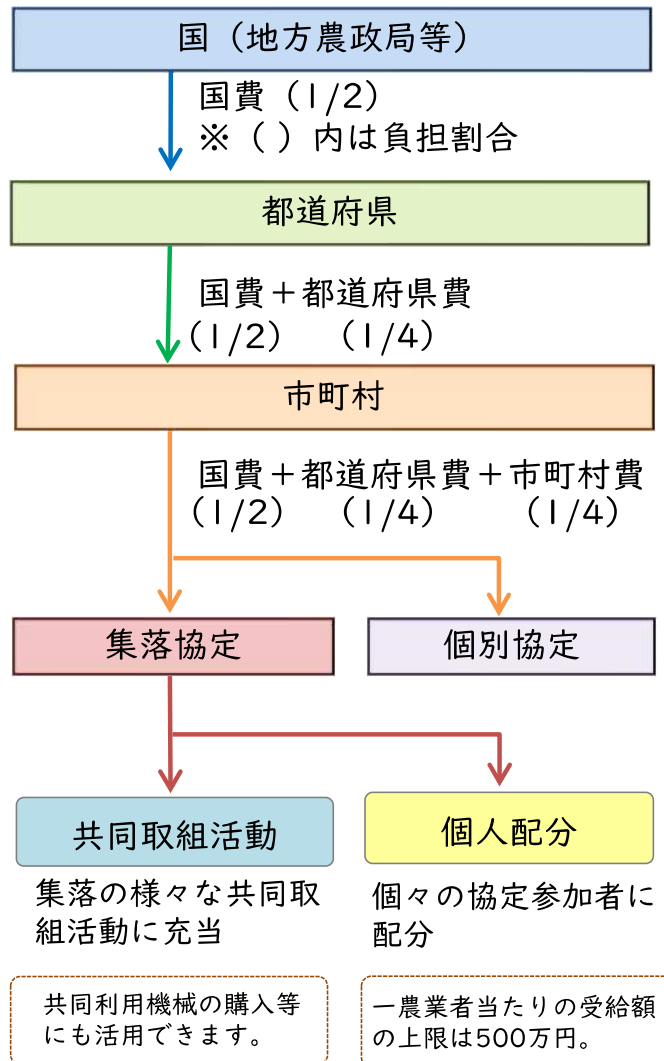 国（地方農政局等）
国費（1/2）
※（ ）内は負担割合
都道府県
国費＋都道府県費
（1/2）　（1/4）
市町村
国費＋都道府県費＋市町村費
（1/2）　（1/4）　（1/4）
集落協定
個別協定
共同取組活動
個人配分
集落の様々な共同取
組活動に充当
個々の協定参加者に
配分
共同利用機械の購入等
にも活用できます。
一農業者当たりの受給額
の上限は500万円。